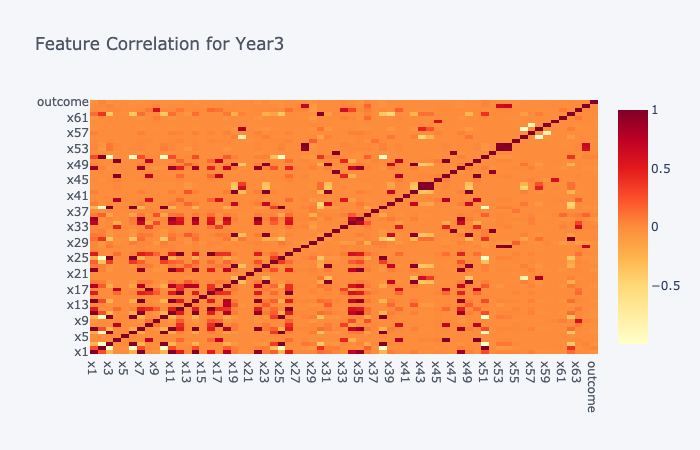 Feature Correlation for Year3
outcome
x61
x57
x53
x49
x45
x41
x37
x33
x29
x25
x21
x17
x13
x9
x5
x1
x1
x3
x5
x7
x9
x11
x13
x15
x17
x19
x21
x23
x25
x27
x29
x31
x33
x35
x37
x39
x41
x43
x45
x47
x49
x51
x53
x55
x57
x59
x61
x63
outcome
1
0.5
0
−0.5